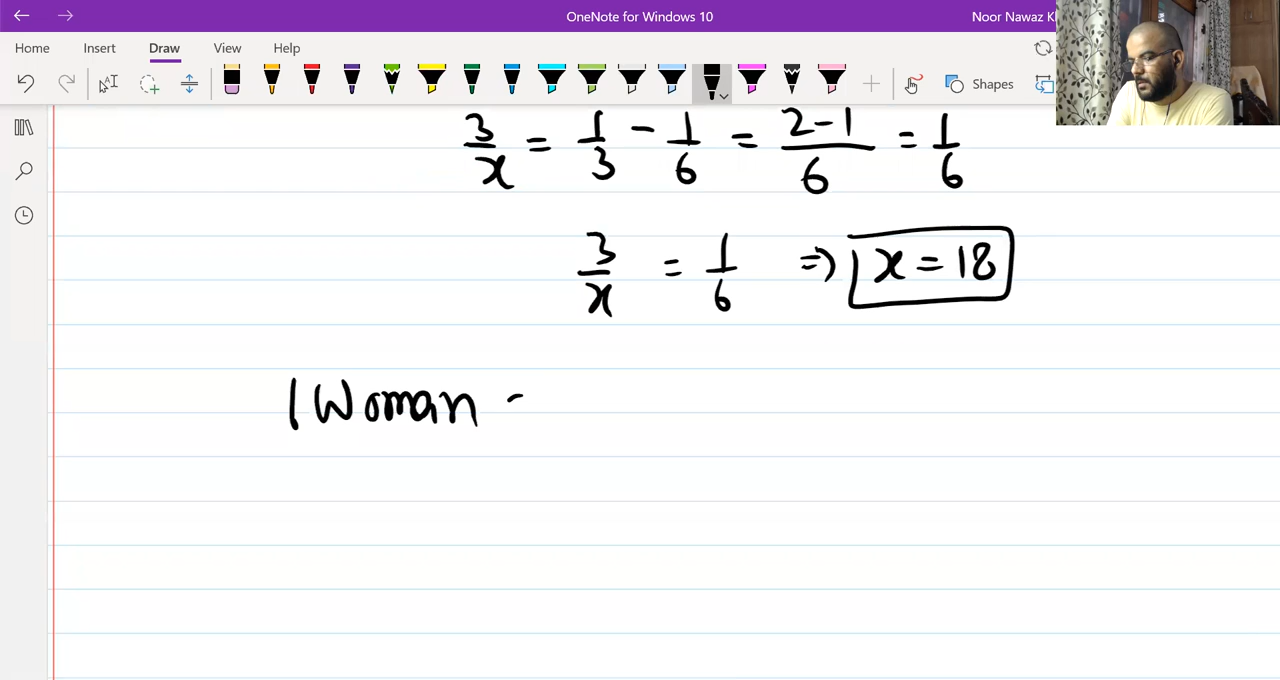 OneNote for Windows 10
Noor Nawaz Kh
Home Insert Draw View Help
Shapes
3/x = 1/3 - 1/6 = 2-1/6 = 1/6
3/x = 1/6 ⇒ x = 18
1 Woman -